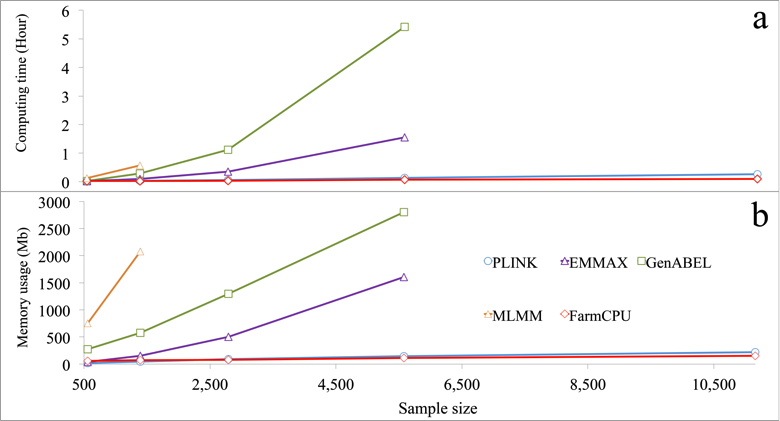 6
a
5
4
3
2
1
0
Computing time (Hour)
3000
b
2500
2000
1500
1000
500
0
Memory usage (Mb)
PLINK EMMAX GenABEL
MLMM FarmCPU
500 2,500 4,500 6,500 8,500 10,500
Sample size